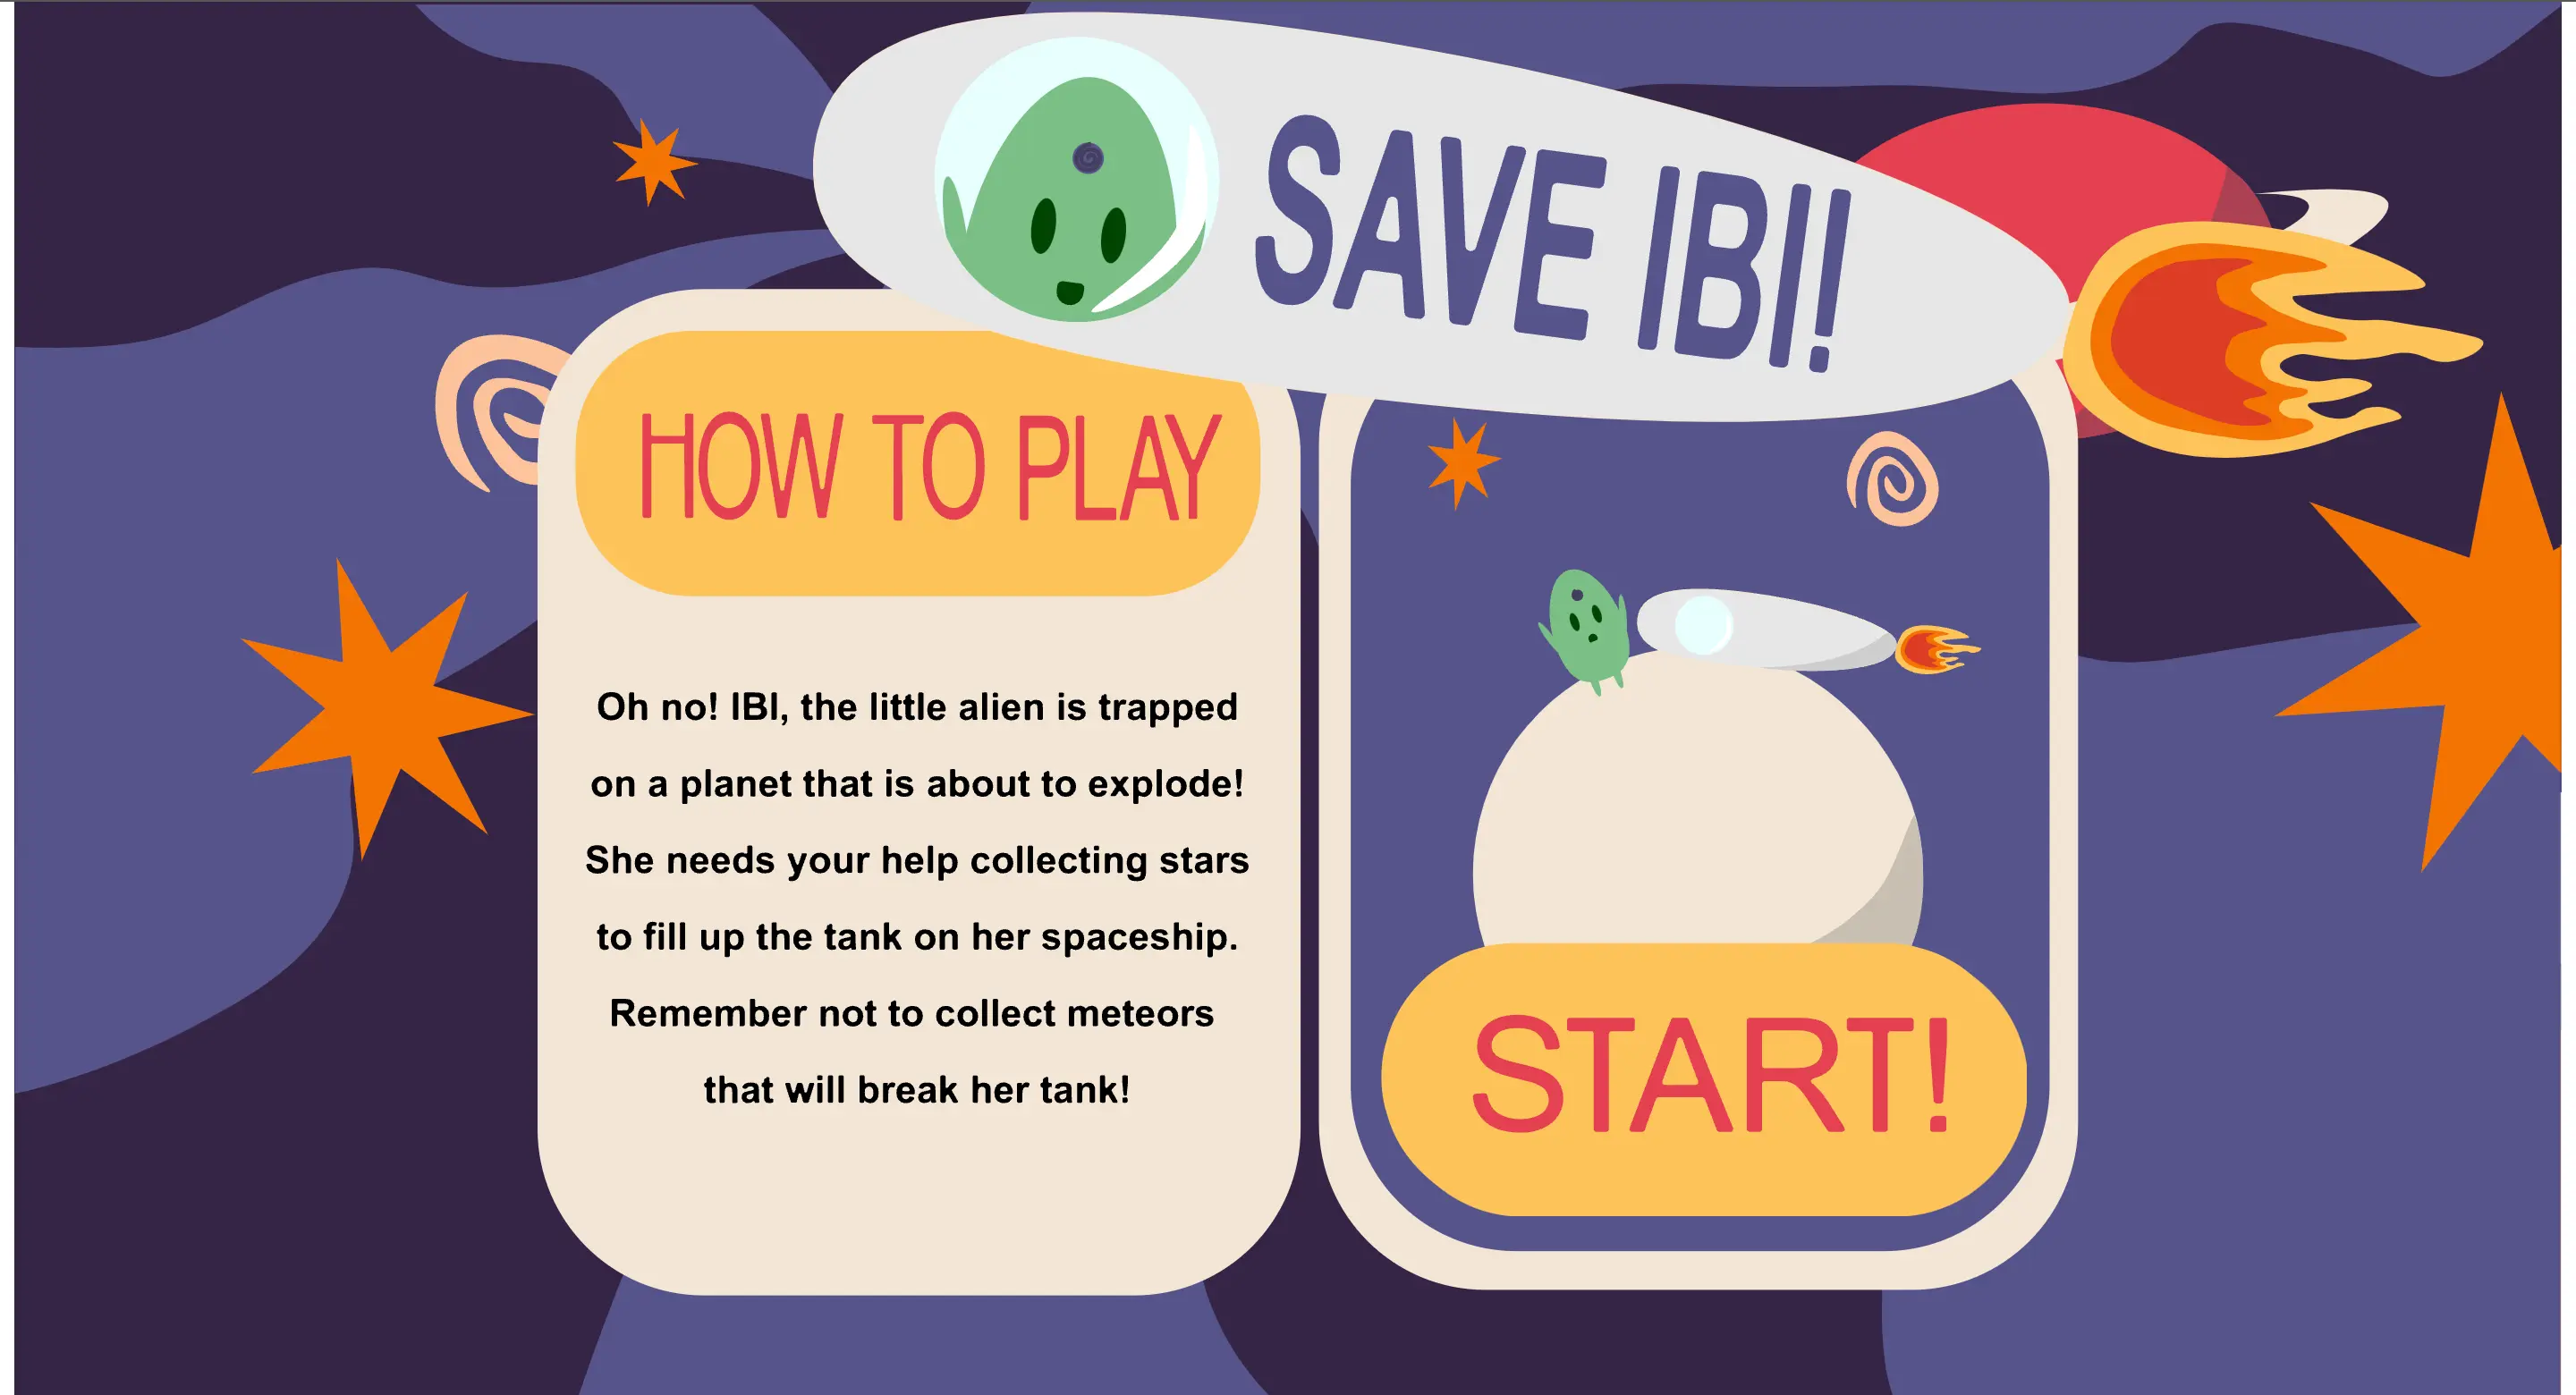 SAVE IBI!
HOW TO PLAY
Oh no! IBI, the little alien is trapped
on a planet that is about to explode!
She needs your help collecting stars
to fill up the tank on her spaceship.
Remember not to collect meteors
that will break her tank!
START!